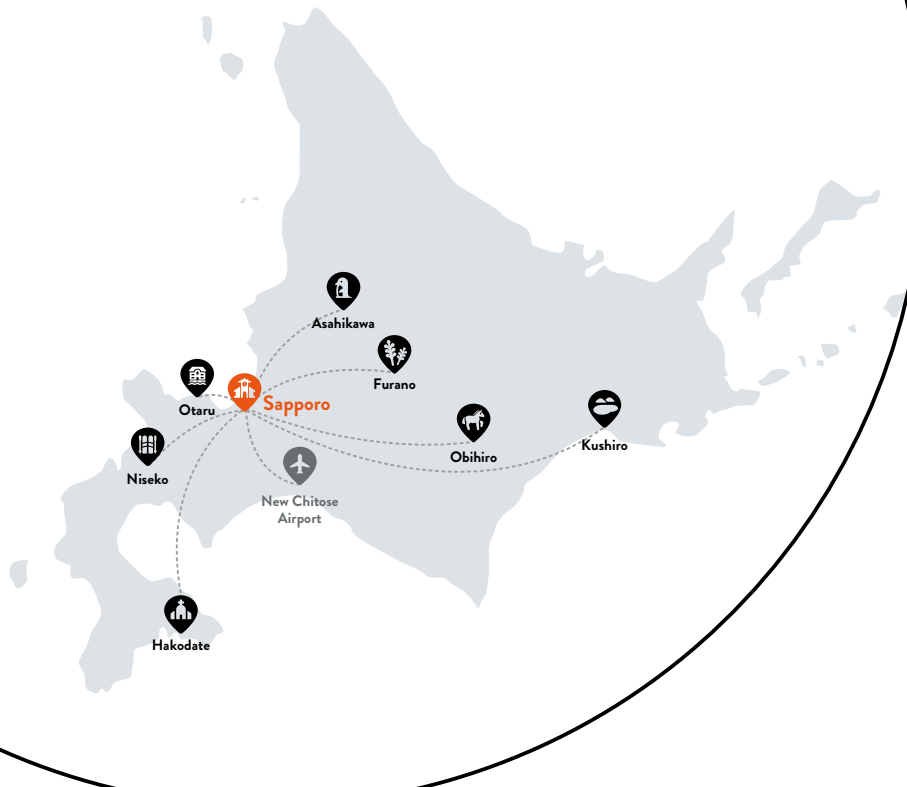 Asahikawa
Furano
Otaru
Sapporo
Kushiro
Obihiro
Niseko
New Chitose
Airport
Hakodate